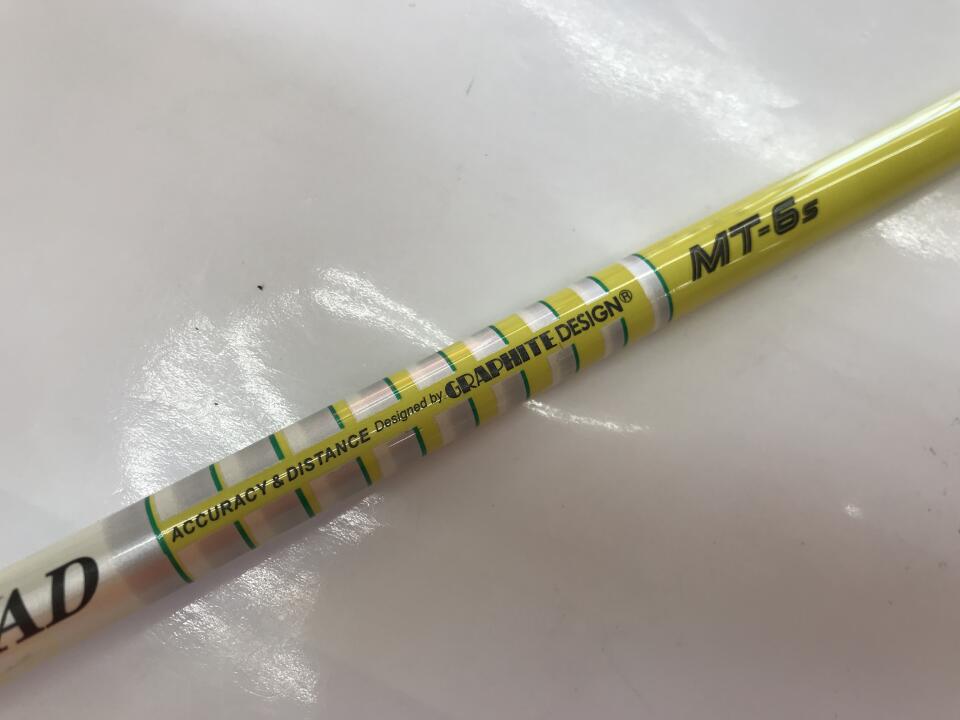 AD
ACCURACY & DISTANCE Designed by GRAPHITE DESIGN®
MT-6s